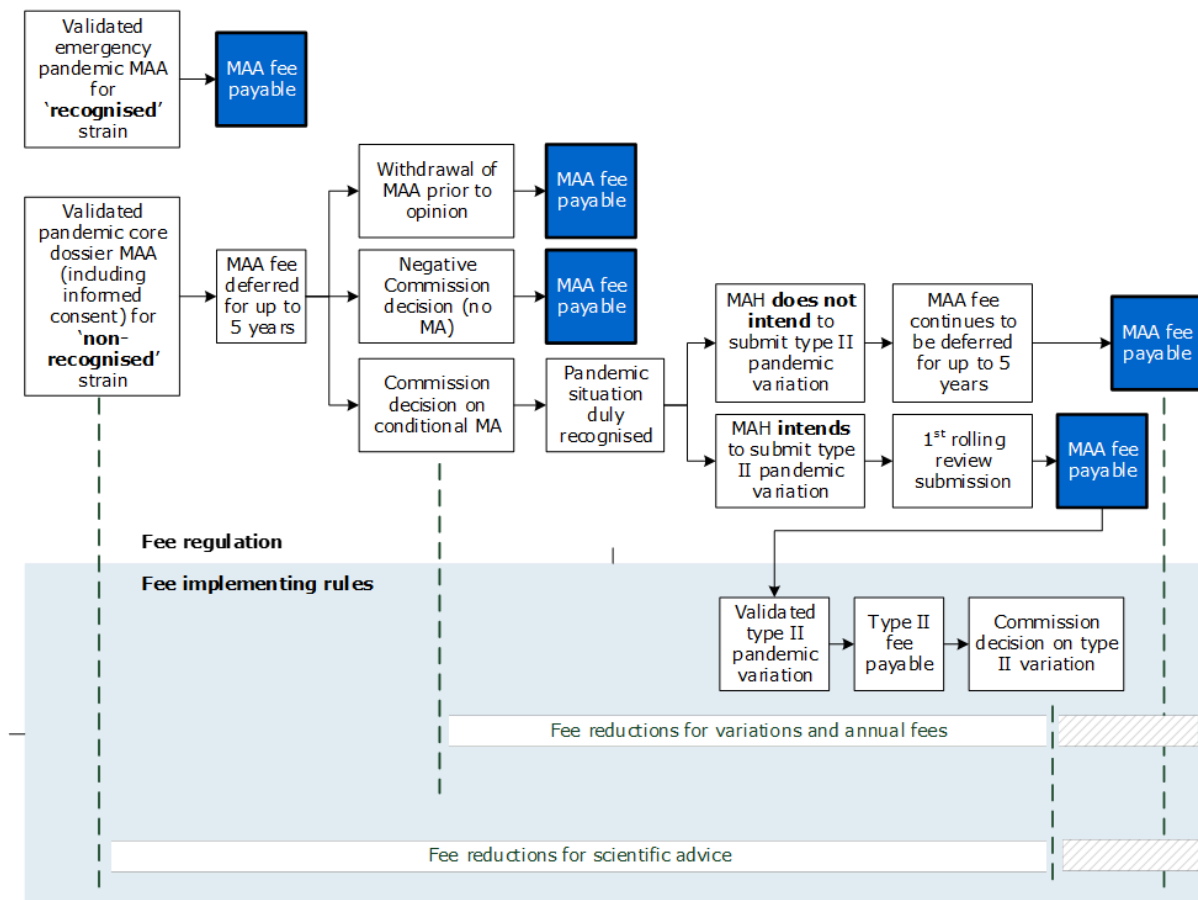 Validated
emergency
pandemic MAA
for
‘recognised’
strain
MAA fee
payable
Validated
pandemic core
dossier MAA
(including
informed
consent) for
‘non-
recognised’
strain
MAA fee
deferred
for up to
5 years
Withdrawal of
MAA prior to
opinion
MAA fee
payable
Negative
Commission
decision (no
MA)
MAA fee
payable
Commission
decision on
conditional MA
Pandemic
situation
duly
recognised
MAH does not
intend to
submit type II
pandemic
variation
MAA fee
continues to
be deferred
for up to 5
years
MAA fee
payable
MAH intends
to submit type
II pandemic
variation
1st rolling
review
submission
MAA fee
payable
Fee regulation
Fee implementing rules
Validated
type II
pandemic
variation
Type II
fee
payable
Commission
decision on type
II variation
Fee reductions for variations and annual fees
Fee reductions for scientific advice